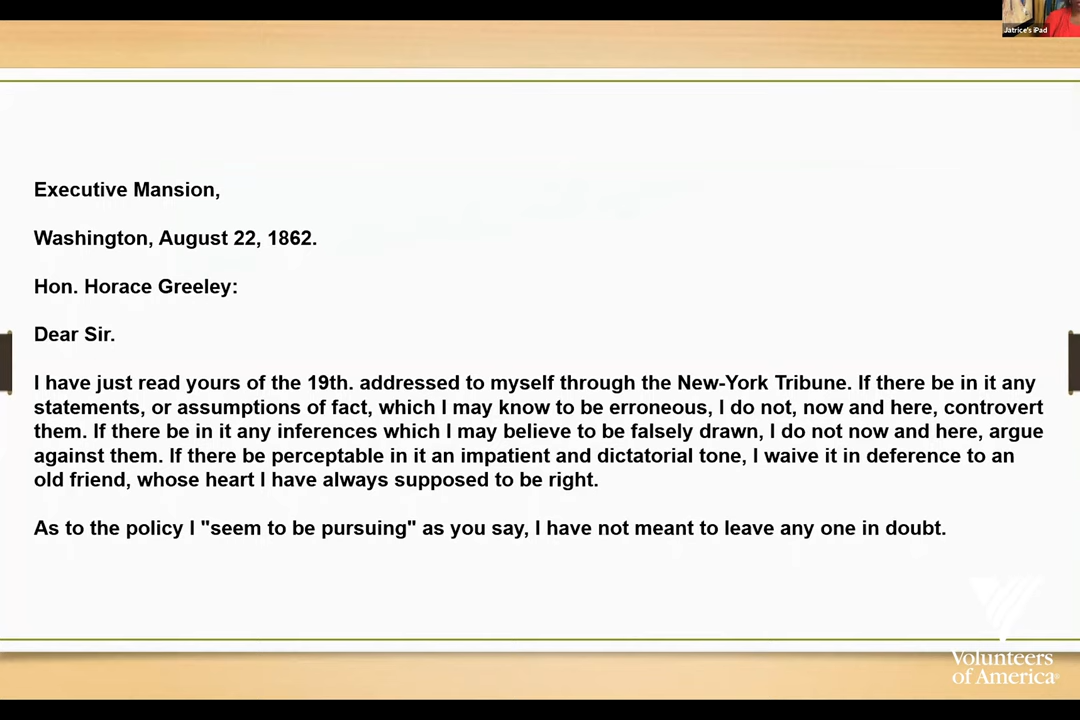 Jatrice's iPad
Executive Mansion,
Washington, August 22, 1862.
Hon. Horace Greeley:
Dear Sir.
I have just read yours of the 19th. addressed to myself through the New-York Tribune. If there be in it any
statements, or assumptions of fact, which I may know to be erroneous, I do not, now and here, controvert
them. If there be in it any inferences which I may believe to be falsely drawn, I do not now and here, argue
against them. If there be perceptable in it an impatient and dictatorial tone, I waive it in deference to an
old friend, whose heart I have always supposed to be right.
As to the policy I "seem to be pursuing" as you say, I have not meant to leave any one in doubt.
Volunteers
of America®